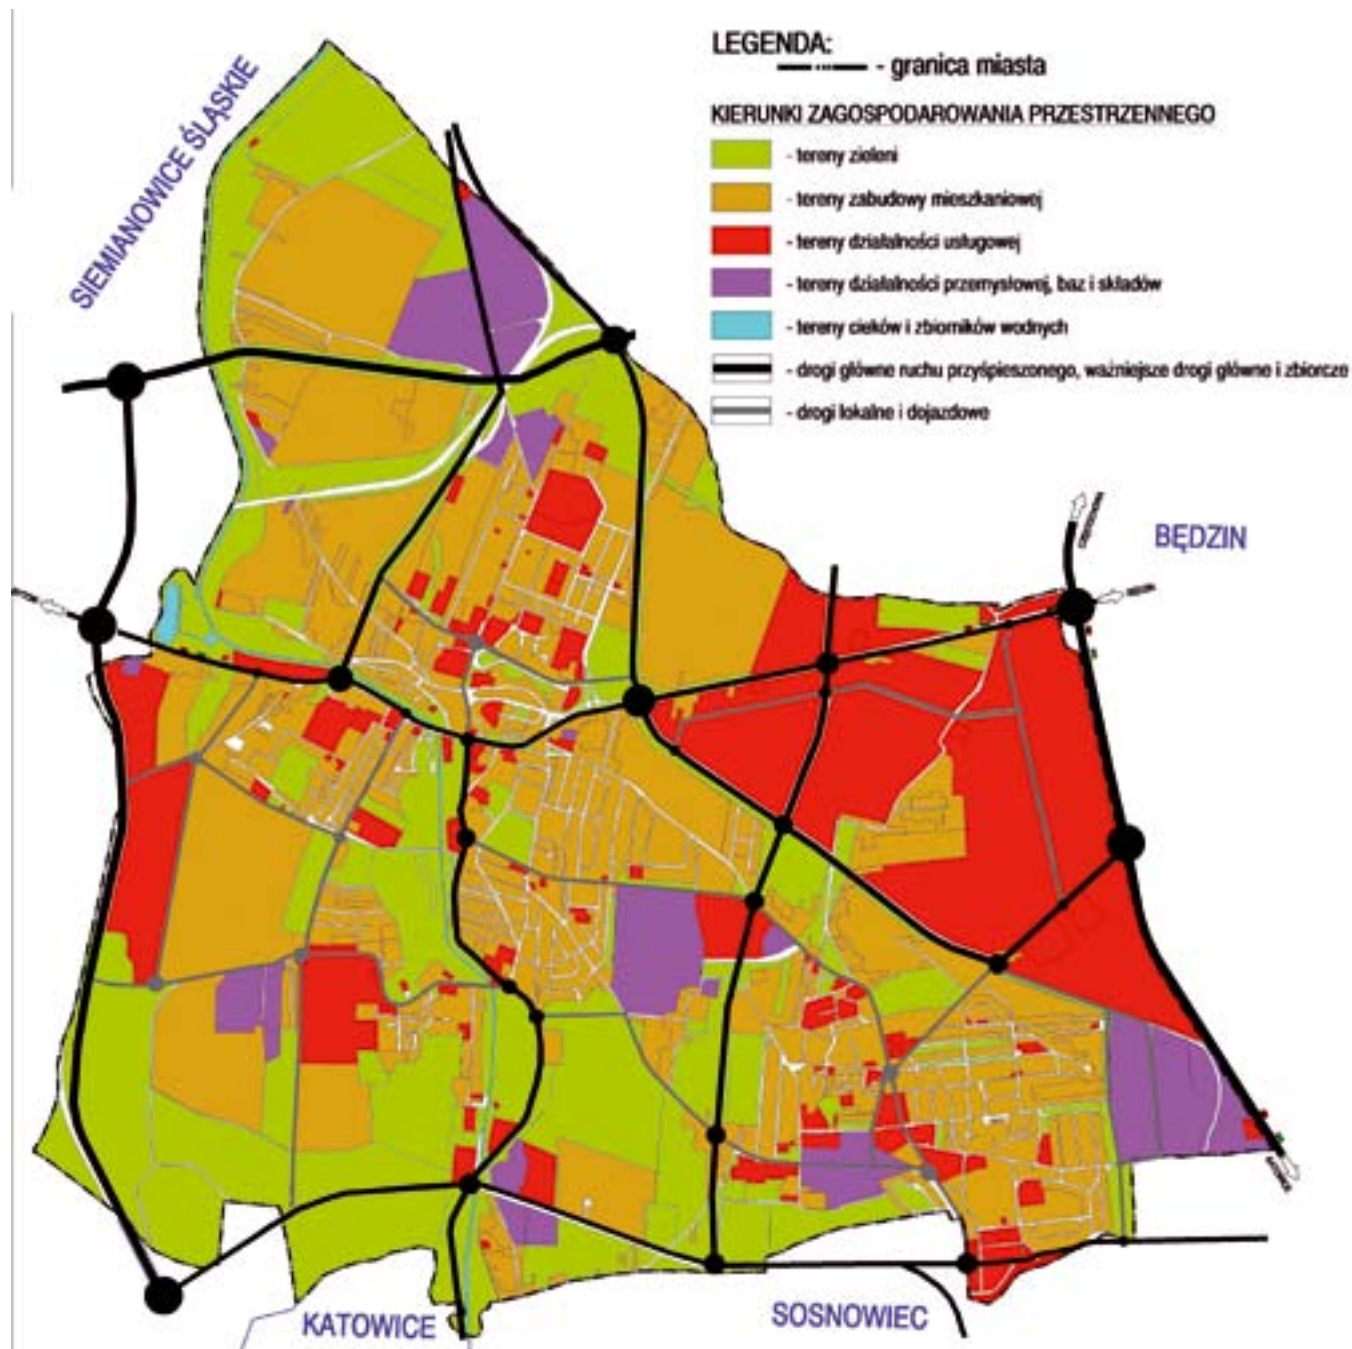 LEGENDA:
- granica miasta
KIERUNKI ZAGOSPODAROWANIA PRZESTRZENNEGO
- tereny zieleni
- tereny zabudowy mieszkaniowej
- tereny działalności usługowej
- tereny działalności przemysłowej, baz i składów
- tereny cieków i zbiorników wodnych
- drogi główne ruchu przyśpieszonego, ważniejsze drogi główne i zbiorcze
- drogi lokalne i dojazdowe
SIEMIANOWICE ŚLĄSKIE
BĘDZIN
KATOWICE
SOSNOWIEC